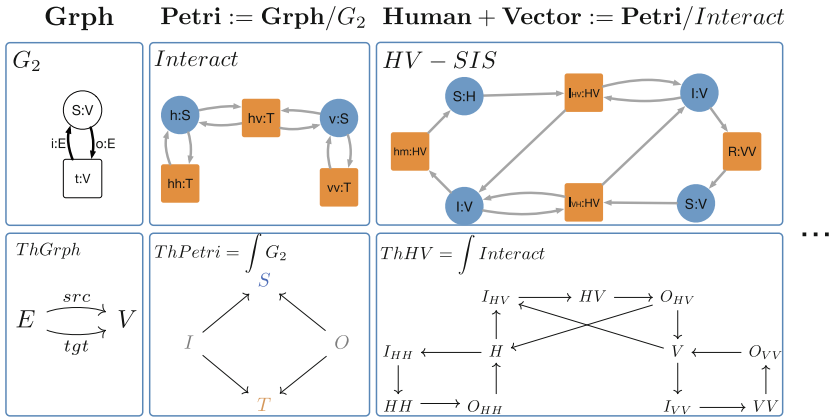 Grph
Petri := Grph/G₂
Human + Vector := Petri/Interact
G₂
S:V
i:E
o:E
t:V
Interact
h:S
hv:T
v:S
hh:T
vv:T
HV – SIS
S:H
I_HV:HV
I:V
hm:HV
R:VV
I:V
I_VH:HV
S:V
...
ThGrph
E
src
tgt
V
ThPetri = ∫ G₂
S
I
O
T
ThHV = ∫ Interact
I_HV
HV
O_HV
I_HH
H
V
O_VV
HH
O_HH
I_VV
VV